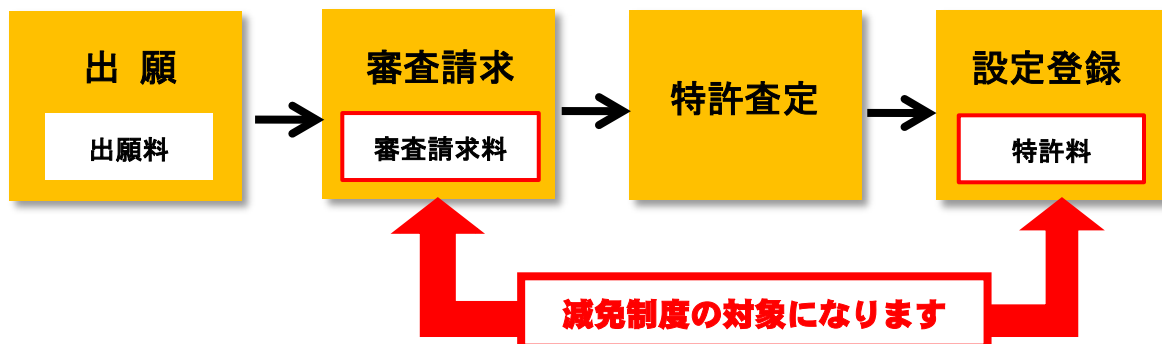 出 願
出願料
審査請求
審査請求料
特許査定
設定登録
特許料
減免制度の対象になります